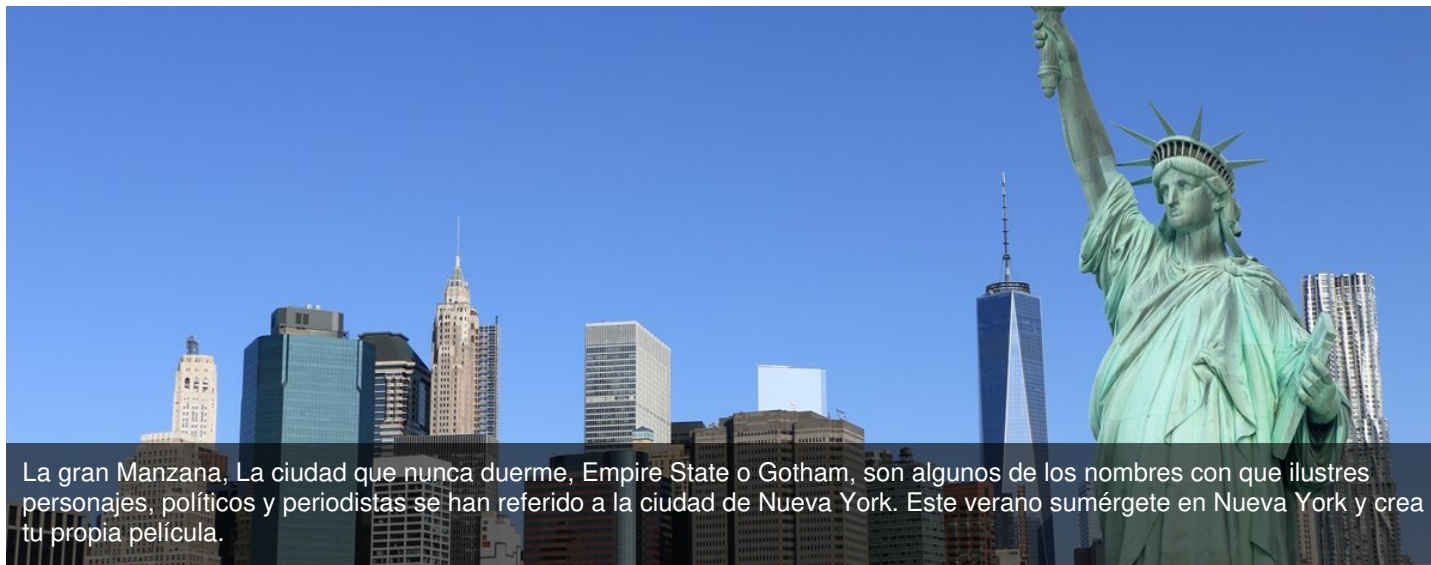 La gran Manzana, La ciudad que nunca duerme, Empire State o Gotham, son algunos de los nombres con que ilustres
personajes, políticos y periodistas se han referido a la ciudad de Nueva York. Este verano sumérgete en Nueva York y crea
tu propia película.